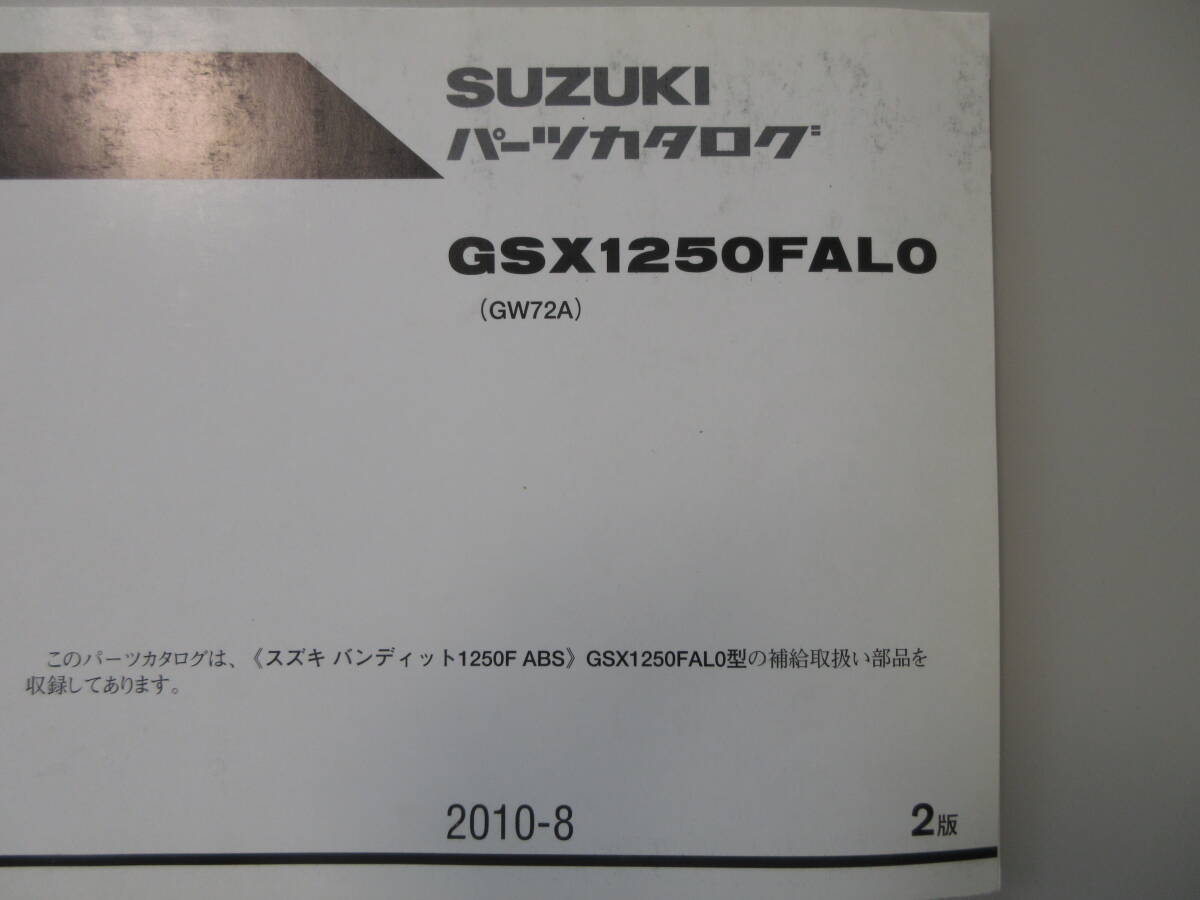 SUZUKI
パーツカタログ
GSX1250FAL0
（GW72A）
このパーツカタログは、《スズキ バンディット1250F ABS》GSX1250FAL0型の補給取扱い部品を
収録してあります。
2010-8
2版